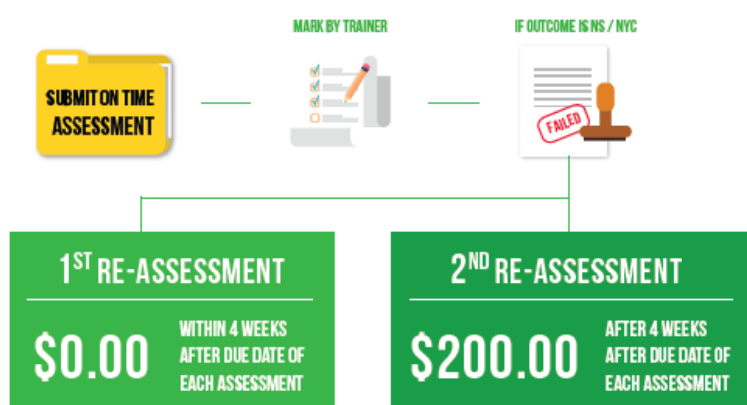 MARK BY TRAINER
IF OUTCOME IS NS / NYC
SUBMIT ON TIME
ASSESSMENT
FAILED
1ST RE-ASSESSMENT
$0.00
WITHIN 4 WEEKS
AFTER DUE DATE OF
EACH ASSESSMENT
2ND RE-ASSESSMENT
$200.00
AFTER 4 WEEKS
AFTER DUE DATE OF
EACH ASSESSMENT